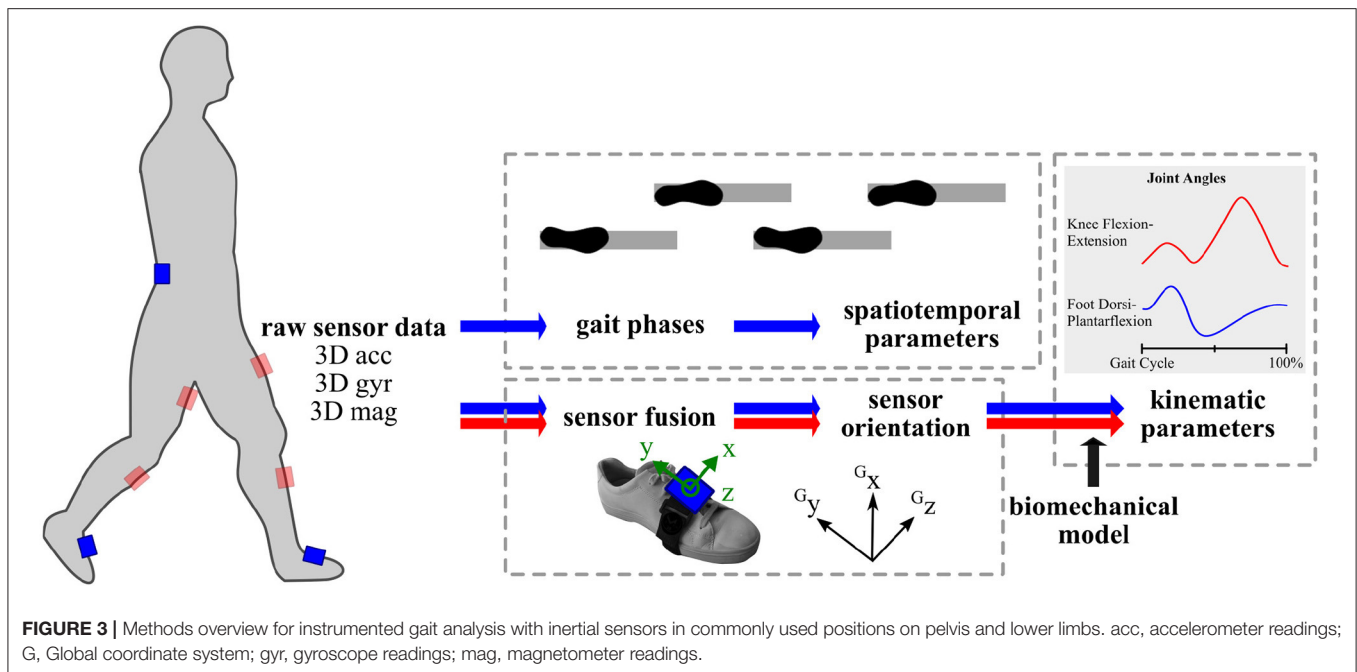 raw sensor data
3D acc
3D gyr
3D mag
gait phases
spatiotemporal
parameters
sensor fusion
y
x
z
sensor
orientation
G y
G x
G z
Joint Angles
Knee Flexion-
Extension
Foot Dorsi-
Plantarflexion
Gait Cycle
100%
kinematic
parameters
biomechanical
model
FIGURE 3 | Methods overview for instrumented gait analysis with inertial sensors in commonly used positions on pelvis and lower limbs. acc, accelerometer readings;
G, Global coordinate system; gyr, gyroscope readings; mag, magnetometer readings.